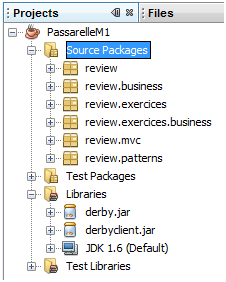 Projects Files
PassarelleM1
Source Packages
review
review.business
review.exercices
review.exercices.business
review.mvc
review.patterns
Test Packages
Libraries
derby.jar
derbyclient.jar
JDK 1.6 (Default)
Test Libraries